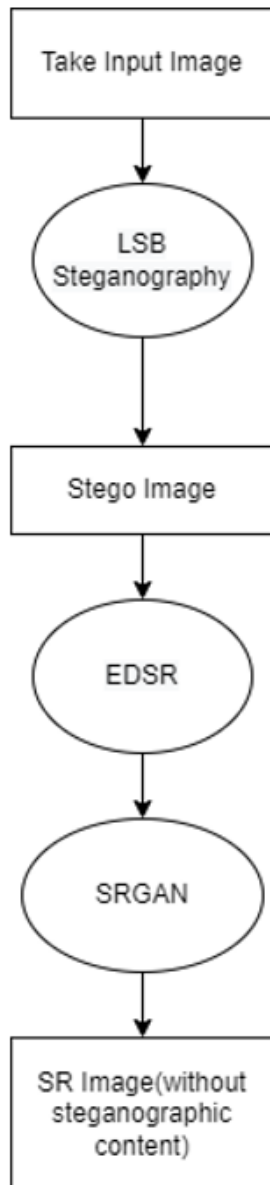 Take Input Image
LSB
Steganography
Stego Image
EDSR
SRGAN
SR Image(without
steganographic
content)